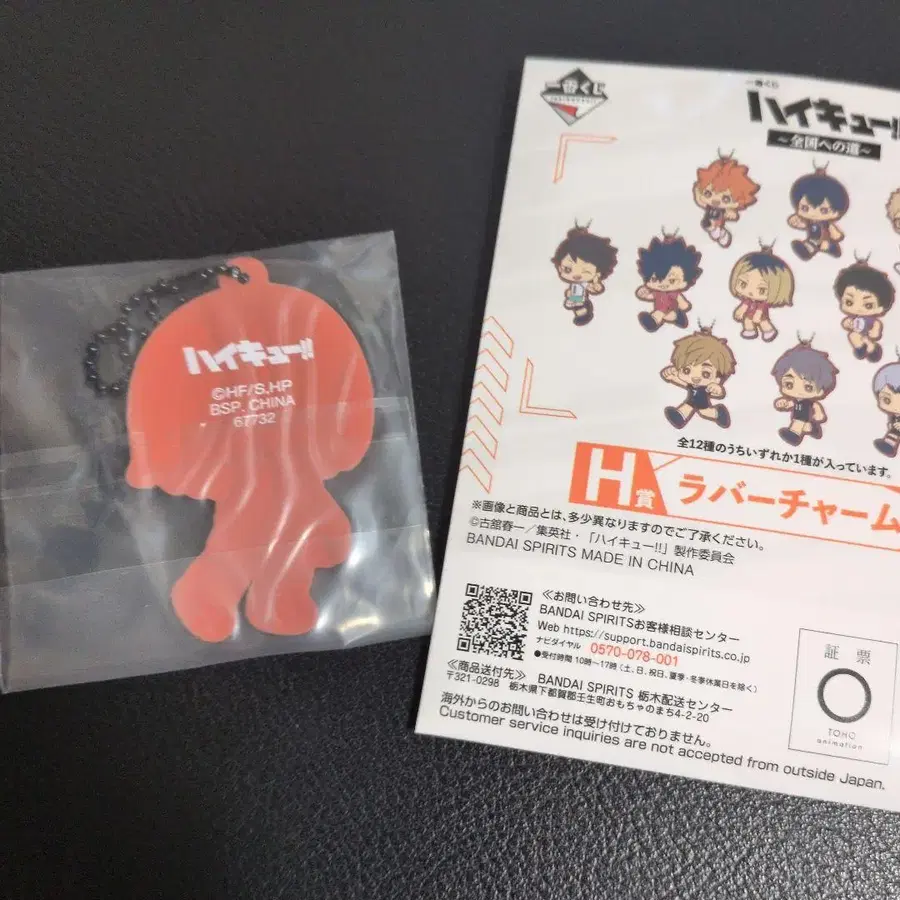 ハイキュー!!
©HF/S.HP
BSP. CHINA
67732
一番くじ
一番くじ
ハイキュー!!
〜全国への道〜
全12種のうちいずれか1種が入っています。
H賞 ラバーチャーム
※画像と商品とは、多少異なりますのでご了承ください。
©古舘春一／集英社・「ハイキュー!!」製作委員会
BANDAI SPIRITS MADE IN CHINA
≪お問い合わせ先≫
BANDAI SPIRITSお客様相談センター
Web https://support.bandaispirits.co.jp
ナビダイヤル 0570-078-001
●受付時間 10時〜17時(土、日、祝日、夏季・冬季休業日を除く)
≪商品送付先≫ BANDAI SPIRITS 栃木配送センター
〒321-0298 栃木県下都賀郡壬生町おもちゃのまち4-2-20
海外からのお問い合わせは受け付けておりません。
Customer service inquiries are not accepted from outside Japan.
証票
TOHO
animation